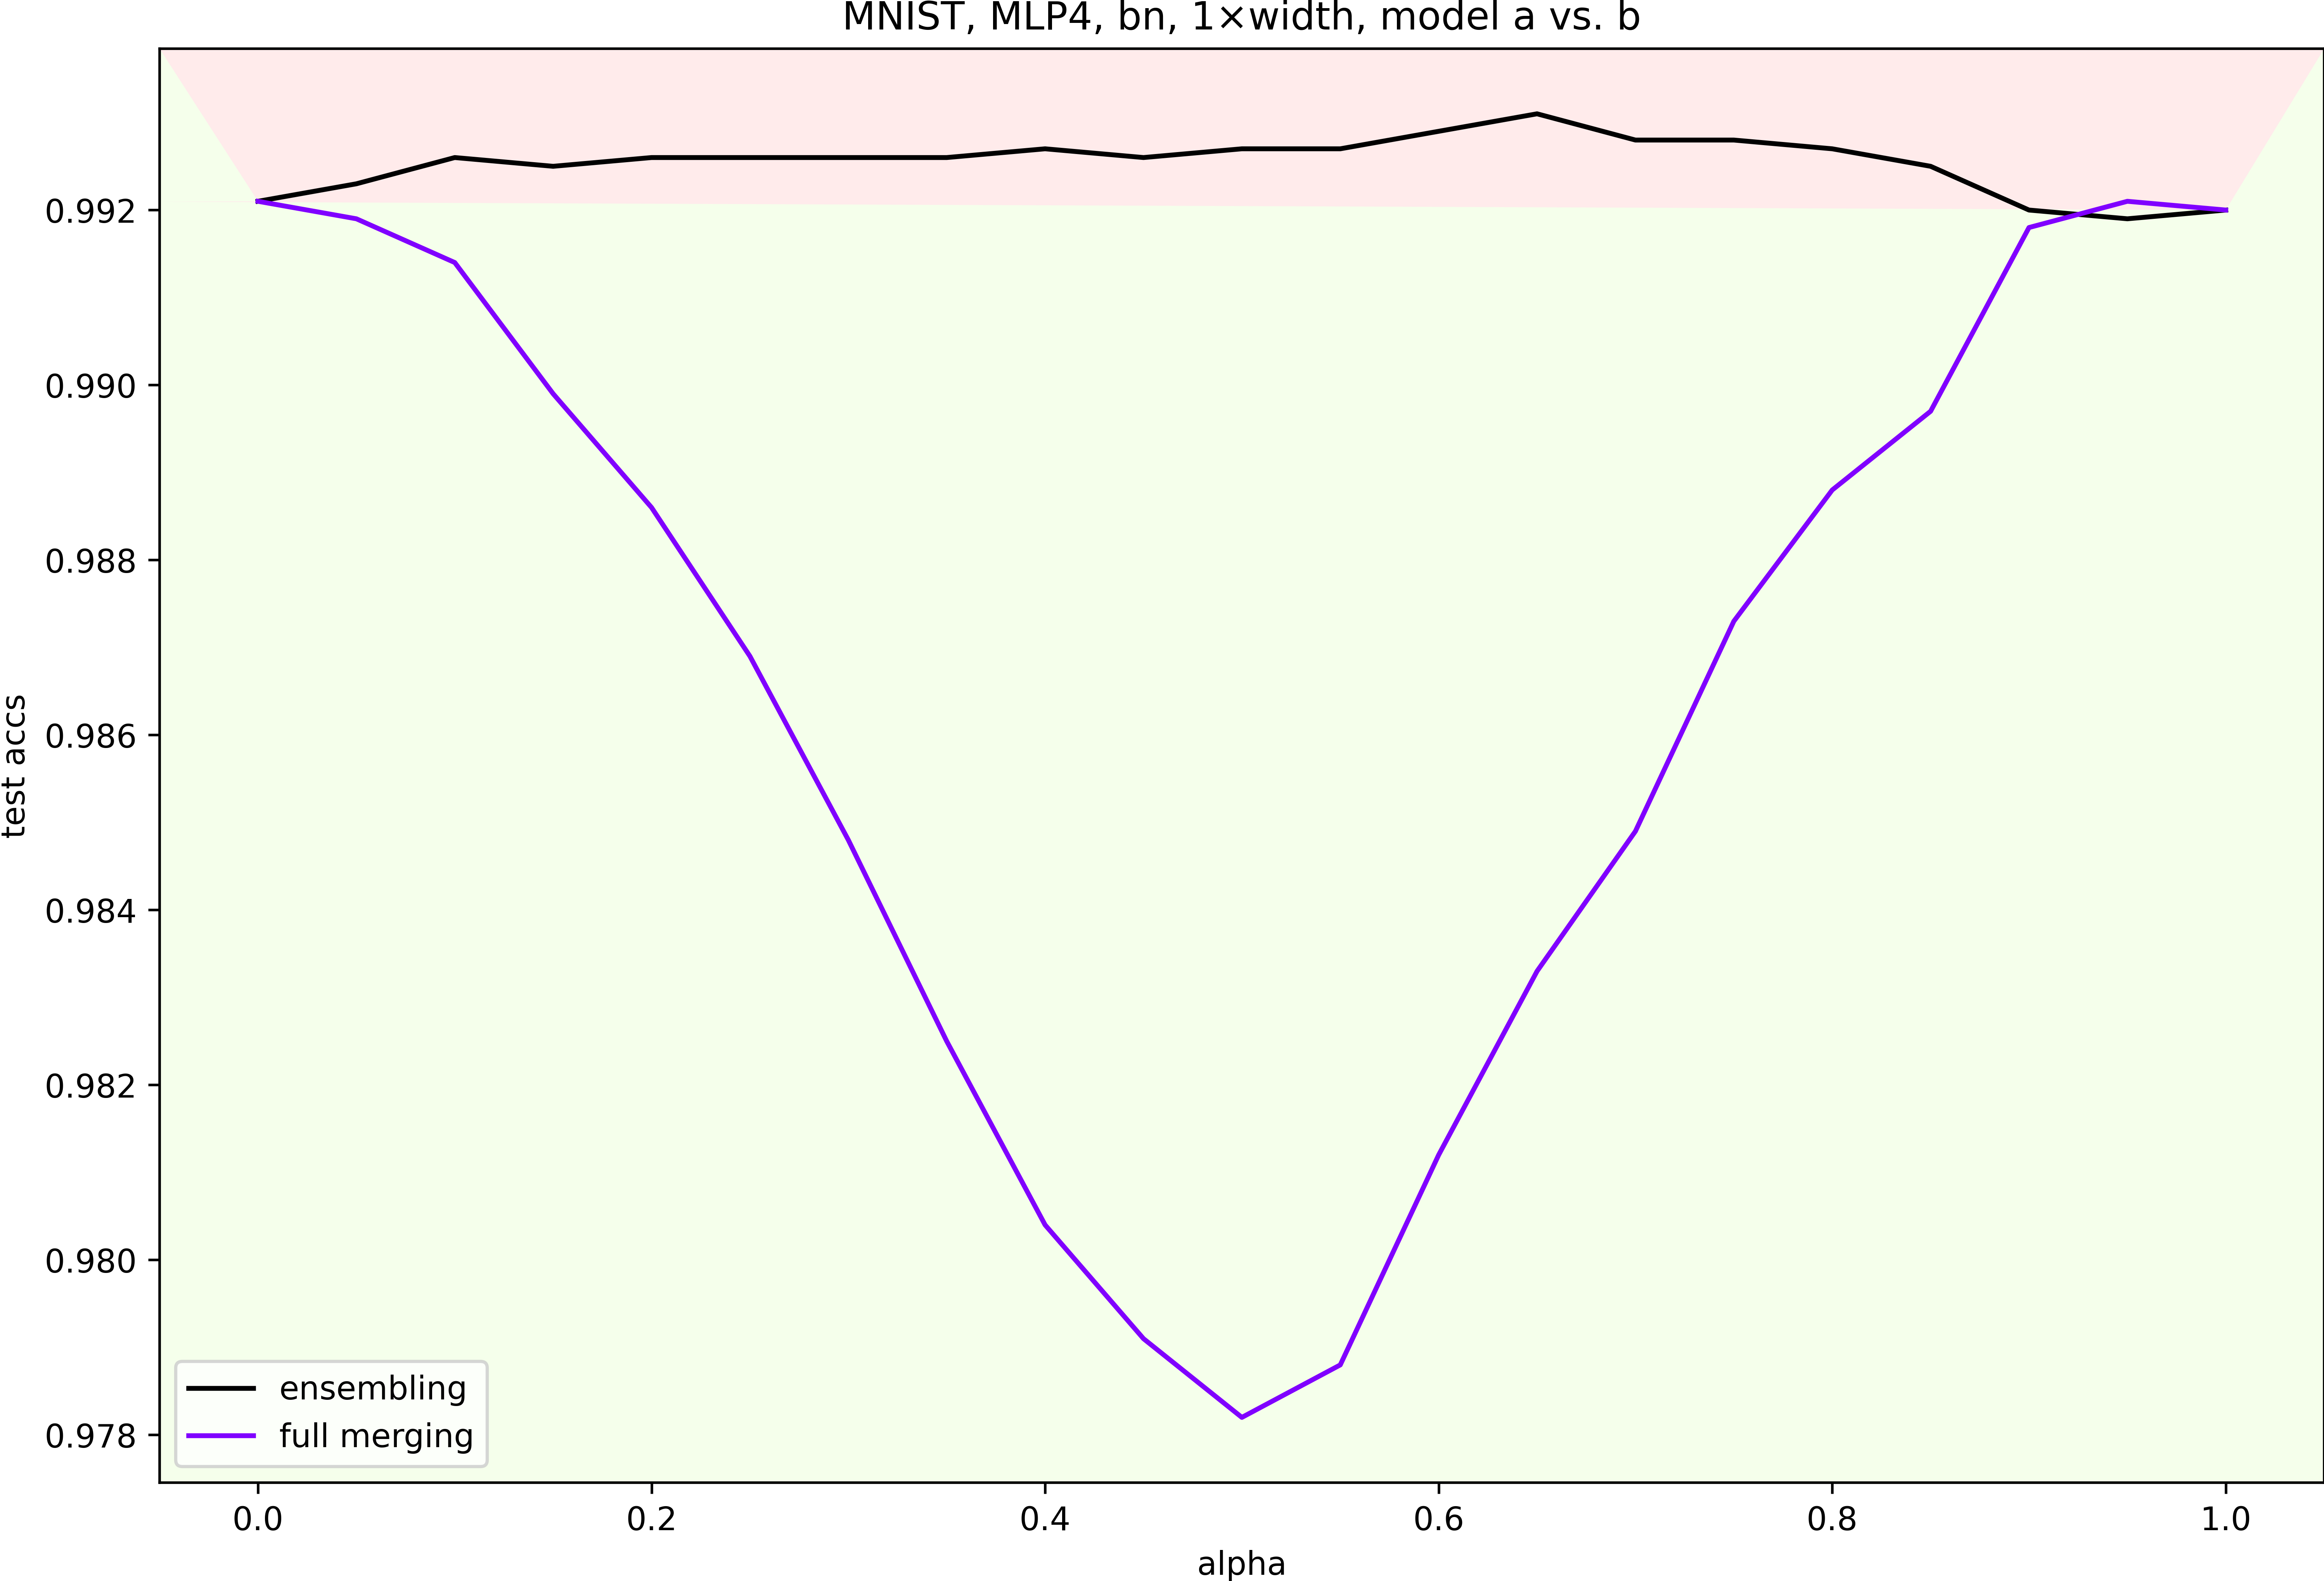 MNIST, MLP4, bn, 1×width, model a vs. b
test accs
0.992
0.990
0.988
0.986
0.984
0.982
0.980
0.978
ensembling
full merging
0.0 0.2 0.4 0.6 0.8 1.0
alpha